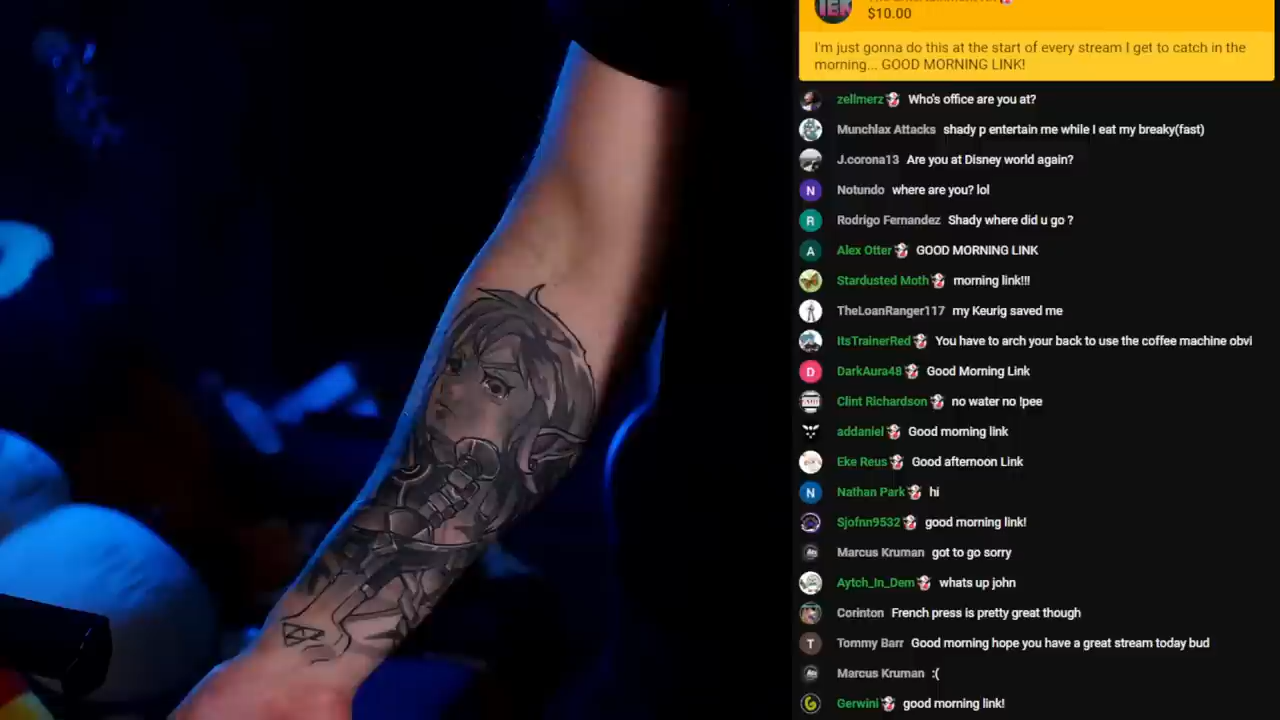 $10.00
I'm just gonna do this at the start of every stream I get to catch in the
morning... GOOD MORNING LINK!
zellmerz Who's office are you at?
Munchlax Attacks shady p entertain me while I eat my breaky(fast)
J.corona13 Are you at Disney world again?
N Notundo where are you? lol
R Rodrigo Fernandez Shady where did u go ?
A Alex Otter GOOD MORNING LINK
Stardusted Moth morning link!!!
TheLoanRanger117 my Keurig saved me
ItsTrainerRed You have to arch your back to use the coffee machine obvi
D DarkAura48 Good Morning Link
Clint Richardson no water no !pee
addaniel Good morning link
Eke Reus Good afternoon Link
N Nathan Park hi
Sjofnn9532 good morning link!
Marcus Kruman got to go sorry
Aytch_In_Dem whats up john
Corinton French press is pretty great though
T Tommy Barr Good morning hope you have a great stream today bud
Marcus Kruman :(
Gerwini good morning link!